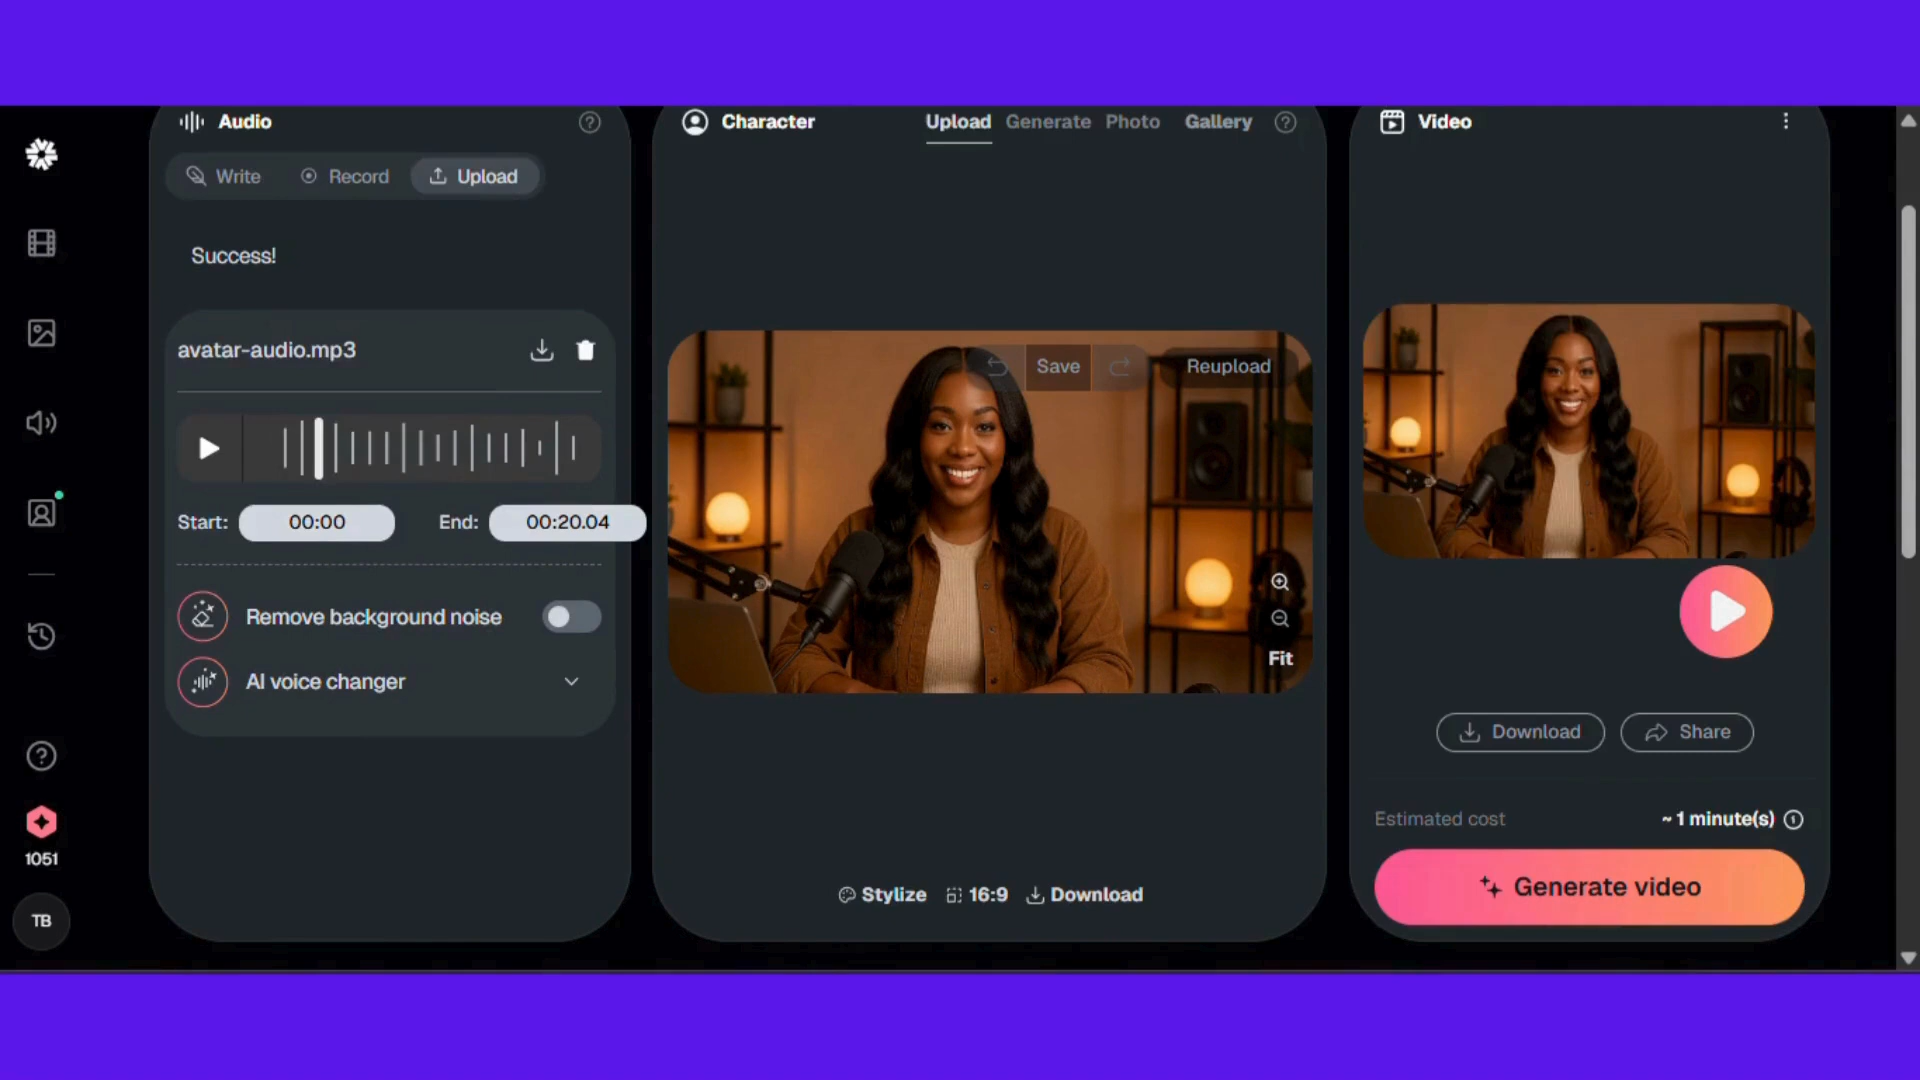 Audio
Write Record Upload
Success!
avatar-audio.mp3
Start: 00:00 End: 00:20.04
Remove background noise
AI voice changer
1051
TB
Character Upload Generate Photo Gallery
Save Reupload
Fit
Stylize 16:9 Download
Video
Download Share
Estimated cost ~ 1 minute(s)
Generate video